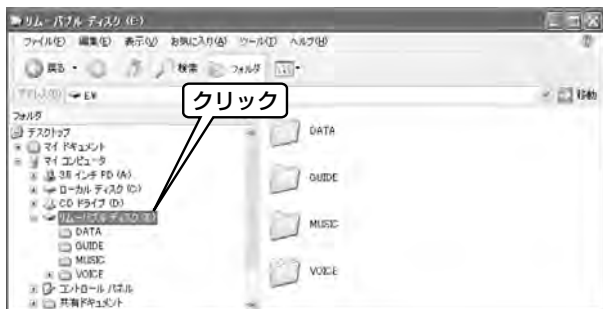 リムーバブル ディスク (E:)
ファイル(F) 編集(E) 表示(V) お気に入り(A) ツール(T) ヘルプ(H)
戻る 検索 フォルダ
アドレス(D) E:¥ 移動
クリック
フォルダ
デスクトップ
マイ ドキュメント
マイ コンピュータ
3.5 インチ FD (A:)
ローカル ディスク (C:)
CD ドライブ (D:)
リムーバブル ディスク (E:)
DATA
GUIDE
MUSIC
VOICE
コントロール パネル
共有ドキュメント
DATA
GUIDE
MUSIC
VOICE